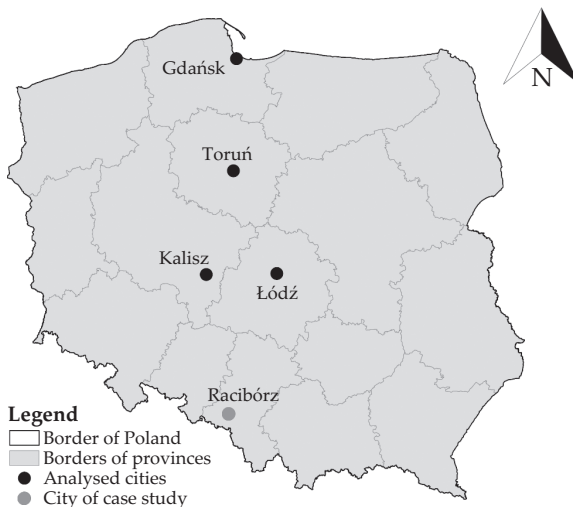 Gdańsk
N
Toruń
Kalisz
Łódź
Racibórz
Legend
Border of Poland
Borders of provinces
Analysed cities
City of case study